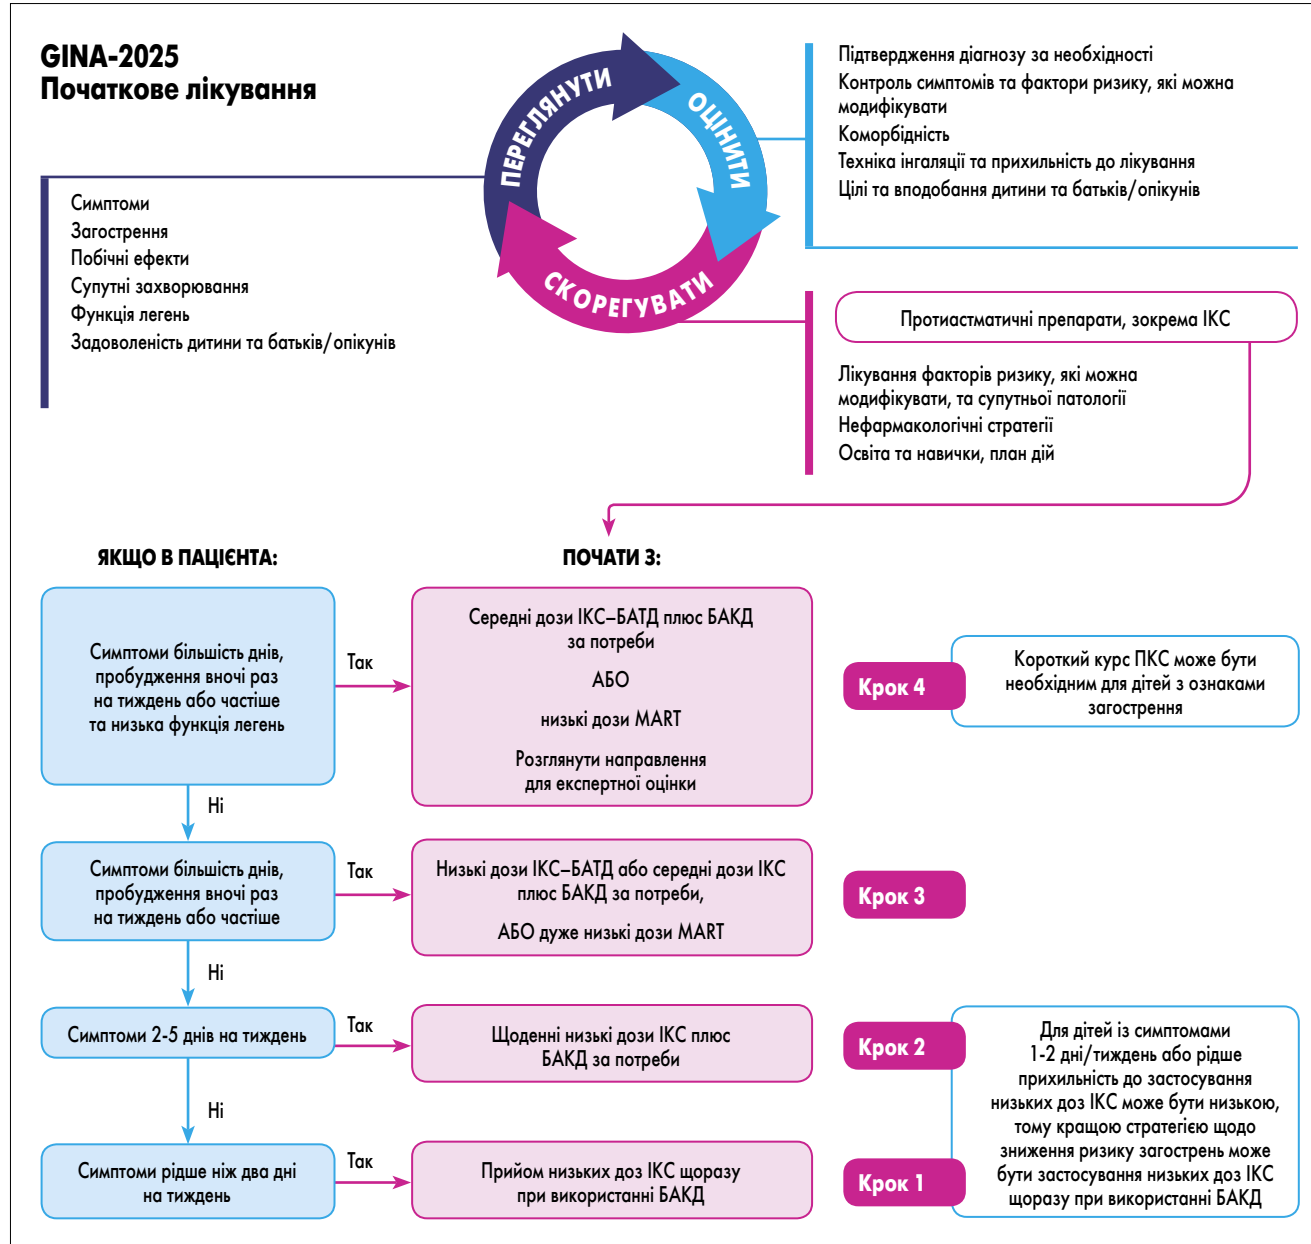 GINA-2025
Початкове лікування
ПЕРЕГЛЯНУТИ
ОЦІНИТИ
СКОРЕГУВАТИ
Підтвердження діагнозу за необхідності
Контроль симптомів та фактори ризику, які можна
модифікувати
Коморбідність
Техніка інгаляції та прихильність до лікування
Цілі та вподобання дитини та батьків/опікунів
Симптоми
Загострення
Побічні ефекти
Супутні захворювання
Функція легень
Задоволеність дитини та батьків/опікунів
Протиастматичні препарати, зокрема ІКС
Лікування факторів ризику, які можна
модифікувати, та супутньої патології
Нефармакологічні стратегії
Освіта та навички, план дій
ЯКЩО В ПАЦІЄНТА:
ПОЧАТИ З:
Симптоми більшість днів,
пробудження вночі раз
на тиждень або частіше
та низька функція легень
Так
Середні дози ІКС–БАТД плюс БАКД
за потреби
АБО
низькі дози MART
Розглянути направлення
для експертної оцінки
Крок 4
Короткий курс ПКС може бути
необхідним для дітей з ознаками
загострення
Ні
Симптоми більшість днів,
пробудження вночі раз
на тиждень або частіше
Так
Низькі дози ІКС–БАТД або середні дози ІКС
плюс БАКД за потреби,
АБО дуже низькі дози MART
Крок 3
Ні
Симптоми 2-5 днів на тиждень
Так
Щоденні низькі дози ІКС плюс
БАКД за потреби
Крок 2
Ні
Симптоми рідше ніж два дні
на тиждень
Так
Прийом низьких доз ІКС щоразу
при використанні БАКД
Крок 1
Для дітей із симптомами
1-2 дні/тиждень або рідше
прихильність до застосування
низьких доз ІКС може бути низькою,
тому кращою стратегією щодо
зниження ризику загострень може
бути застосування низьких доз ІКС
щоразу при використанні БАКД